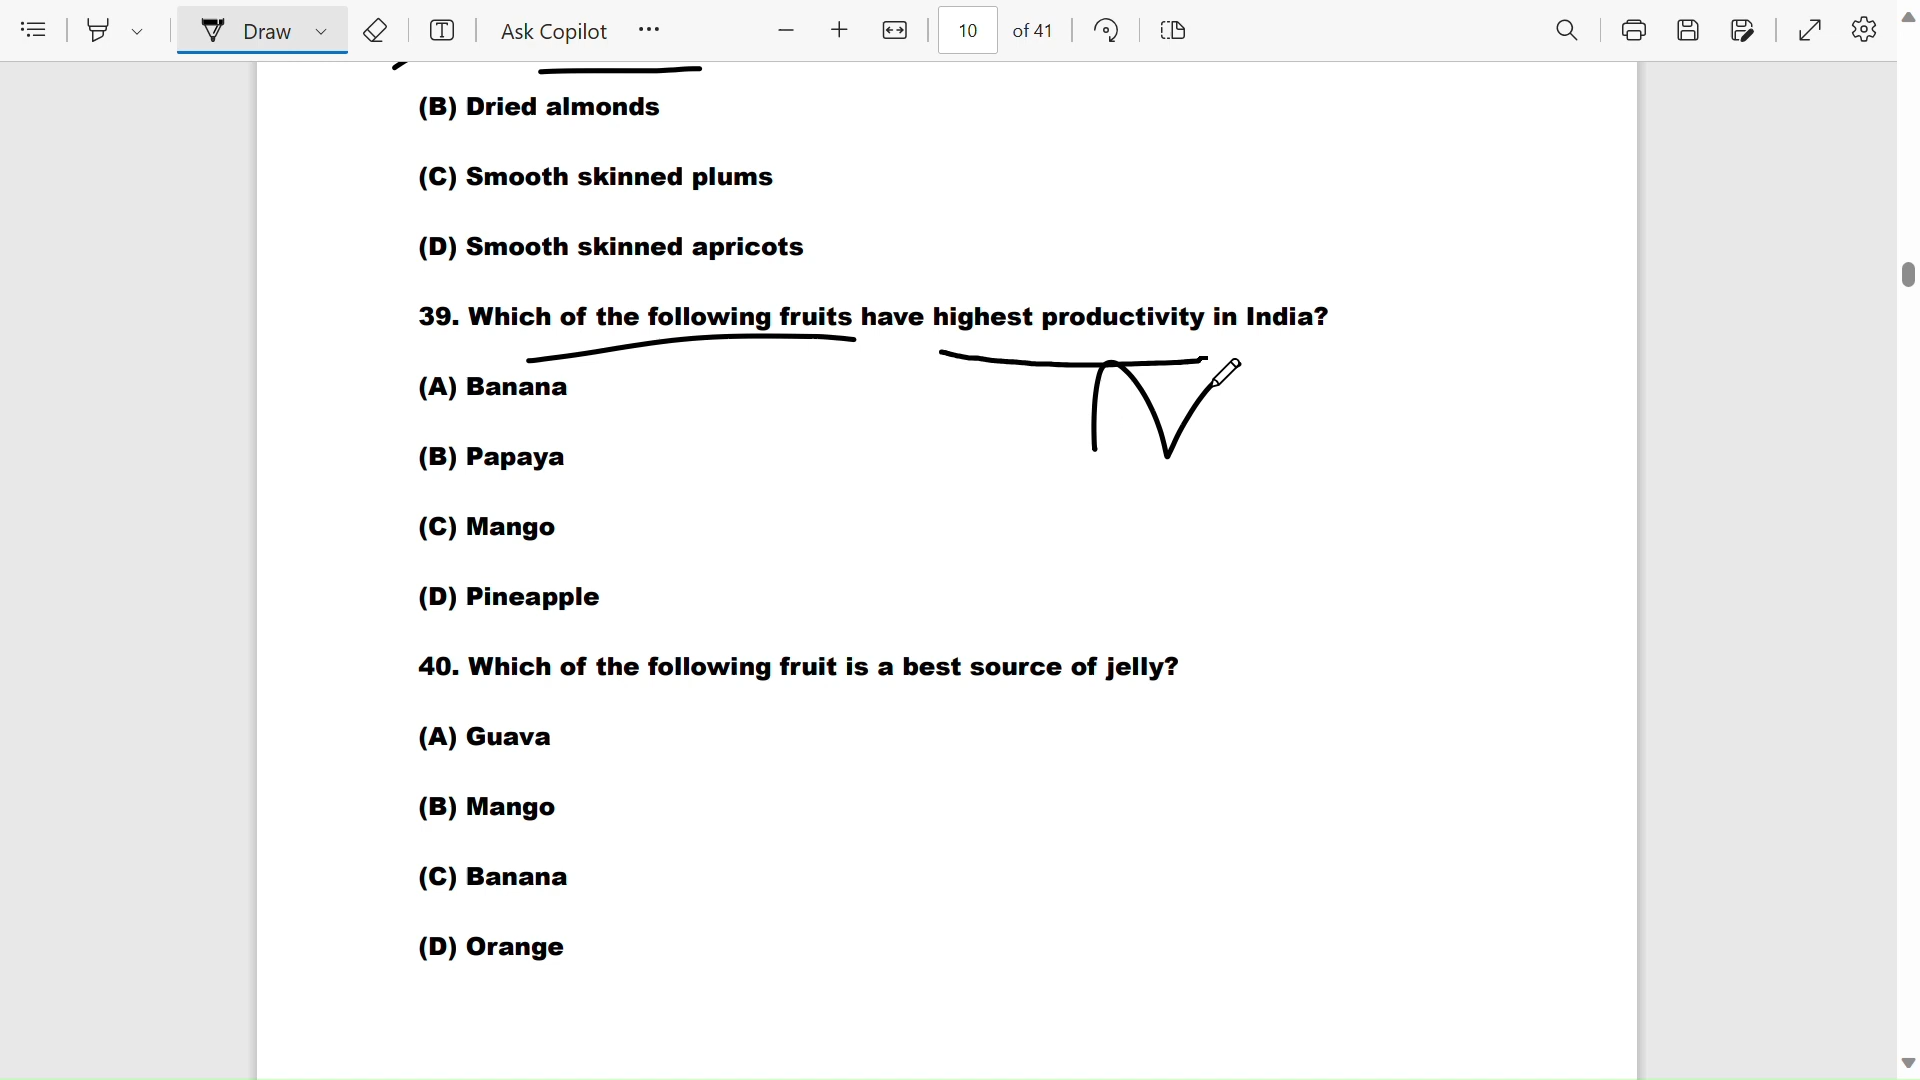 Draw
T
Ask Copilot
10
of 41
(B) Dried almonds
(C) Smooth skinned plums
(D) Smooth skinned apricots
39. Which of the following fruits have highest productivity in India?
(A) Banana
(B) Papaya
(C) Mango
(D) Pineapple
40. Which of the following fruit is a best source of jelly?
(A) Guava
(B) Mango
(C) Banana
(D) Orange